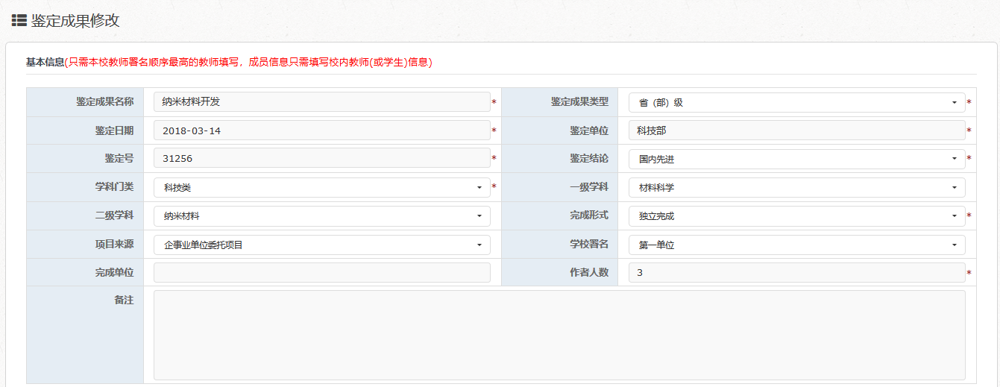 鉴定成果修改
基本信息(只需本校教师署名顺序最高的教师填写，成员信息只需填写校内教师(或学生)信息)
鉴定成果名称 纳米材料开发 * 鉴定成果类型 省（部）级 *
鉴定日期 2018-03-14 * 鉴定单位 科技部 *
鉴定号 31256 * 鉴定结论 国内先进 *
学科门类 科技类 * 一级学科 材料科学
二级学科 纳米材料 完成形式 独立完成 *
项目来源 企事业单位委托项目 学校署名 第一单位
完成单位 作者人数 3 *
备注